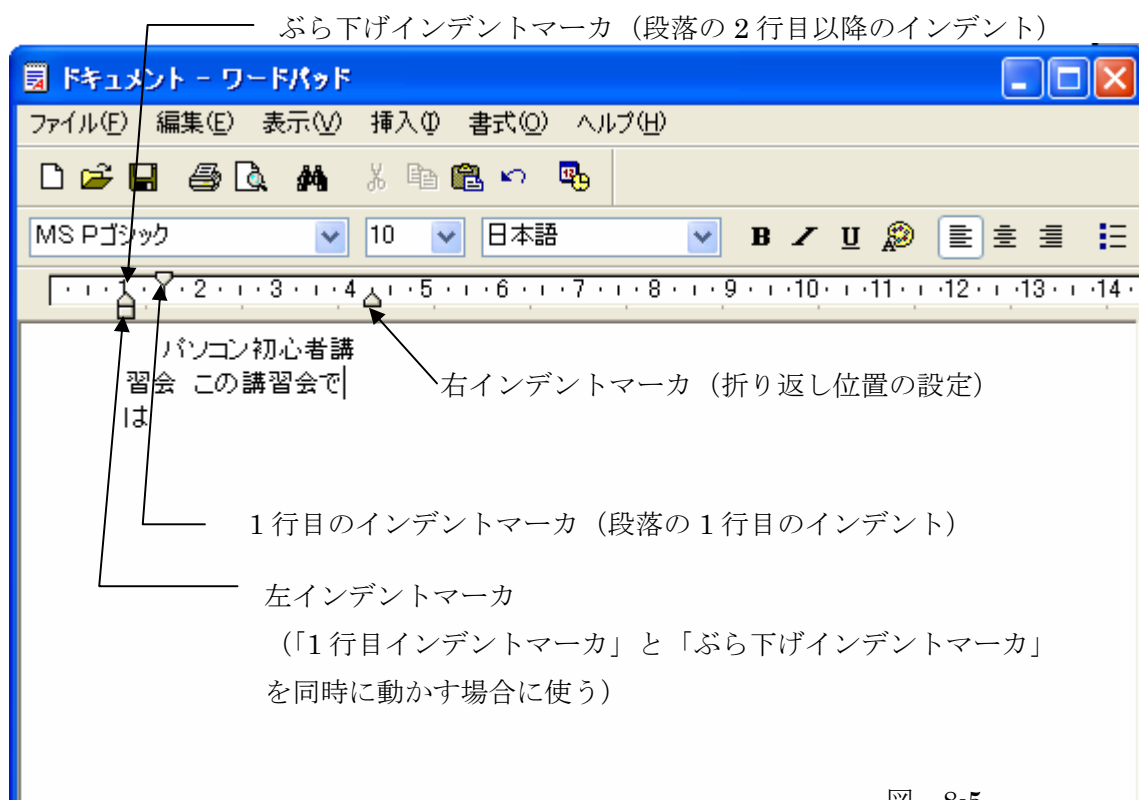 ぶら下げインデントマーカ（段落の2行目以降のインデント）
ドキュメント - ワードパッド
ファイル(F) 編集(E) 表示(V) 挿入(I) 書式(O) ヘルプ(H)
MS Pゴシック 10 日本語 B I U
1 2 3 4 5 6 7 8 9 10 11 12 13 14
パソコン初心者講
習会 この講習会で
は
右インデントマーカ（折り返し位置の設定）
1行目のインデントマーカ（段落の1行目のインデント）
左インデントマーカ
（「1行目インデントマーカ」と「ぶら下げインデントマーカ」
を同時に動かす場合に使う）
図 8-5